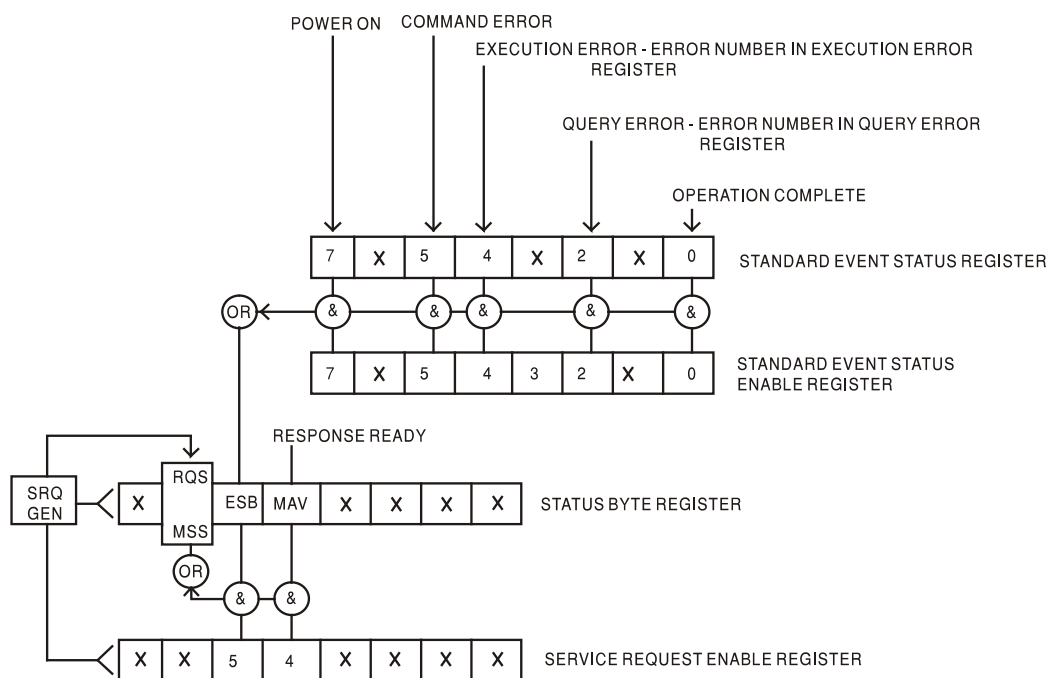 POWER ON COMMAND ERROR
EXECUTION ERROR - ERROR NUMBER IN EXECUTION ERROR
REGISTER
QUERY ERROR - ERROR NUMBER IN QUERY ERROR
REGISTER
OPERATION COMPLETE
7 X 5 4 X 2 X 0 STANDARD EVENT STATUS REGISTER
OR & & & & &
7 X 5 4 3 2 X 0 STANDARD EVENT STATUS
ENABLE REGISTER
RESPONSE READY
SRQ
GEN
X RQS
MSS
ESB MAV X X X X STATUS BYTE REGISTER
OR & &
X X 5 4 X X X X SERVICE REQUEST ENABLE REGISTER